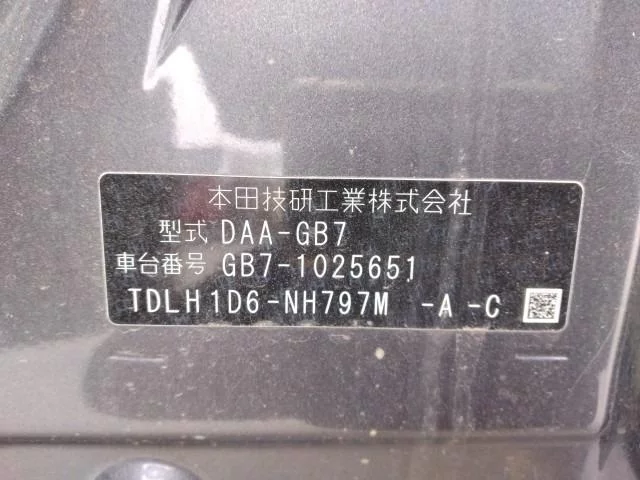 本田技研工業株式会社
型式 DAA-GB7
車台番号 GB7-1025651
TDLH1D6-NH797M -A -C